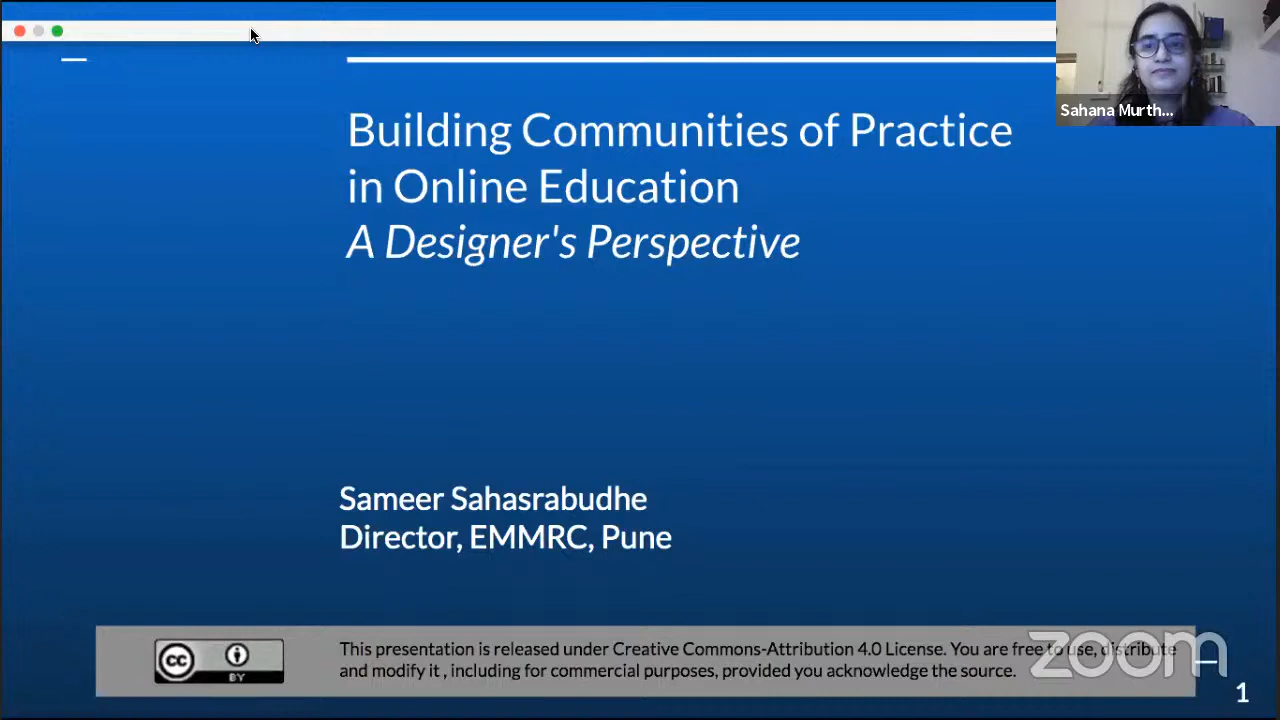 Sahana Murth...
Building Communities of Practice
in Online Education
A Designer's Perspective
Sameer Sahasrabudhe
Director, EMMRC, Pune
cc BY
This presentation is released under Creative Commons-Attribution 4.0 License. You are free to use, distribute
and modify it , including for commercial purposes, provided you acknowledge the source.
zoom
1